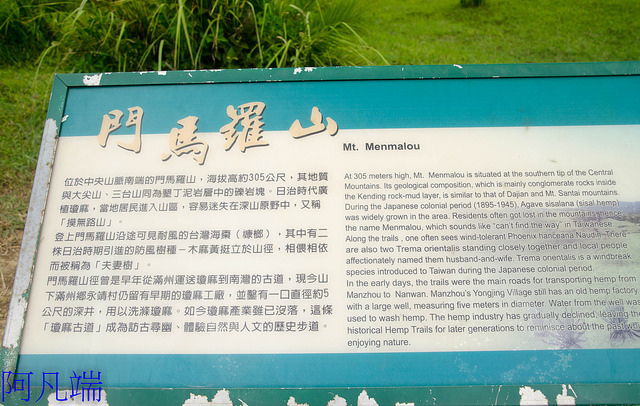 門馬羅山
位於中央山脈南端的門馬羅山，海拔高約305公尺，其地質
與大尖山、三台山同為墾丁泥岩層中的礫岩塊。日治時代廣
植瓊麻，當地居民進入山區，容易迷失在深山原野中，又稱
「摸無路山」。
登上門馬羅山沿途可見耐風的台灣海棗（糠榔），其中有二
株日治時期引進的防風樹種－木麻黃挺立於山徑，相偎相依
而被稱為「夫妻樹」。
門馬羅山徑曾是早年從滿州運送瓊麻到南灣的古道，現今山
下滿州鄉永靖村仍留有早期的瓊麻工廠，並鑿有一口直徑約5
公尺的深井，用以洗滌瓊麻。如今瓊麻產業雖已沒落，這條
「瓊麻古道」成為訪古尋幽、體驗自然與人文的歷史步道。
Mt. Menmalou
At 305 meters high, Mt. Menmalou is situated at the southern tip of the Central
Mountains. Its geological composition, which is mainly conglomerate rocks inside
the Kending rock-mud layer, is similar to that of Dajian and Mt. Santai mountains.
During the Japanese colonial period (1895-1945), Agave sisalana (sisal hemp)
was widely grown in the area. Residents often got lost in the mountains hence
the name Menmalou, which sounds like "can't find the way" in Taiwanese.
Along the trails , one often sees wind-tolerant Phoenix hanceana Naud. There
are also two Trema orientalis standing closely together and local people
affectionately named them husband-and-wife. Trema orientalis is a windbreak
species introduced to Taiwan during the Japanese colonial period.
In the early days, the trails were the main roads for transporting hemp from
Manzhou to Nanwan. Manzhou's Yongjing Village still has an old hemp factory
with a large well, measuring five meters in diameter. Water from the well was
used to wash hemp. The hemp industry has gradually declined, leaving the
historical Hemp Trails for later generations to reminisce about the past while
enjoying nature.
阿凡端